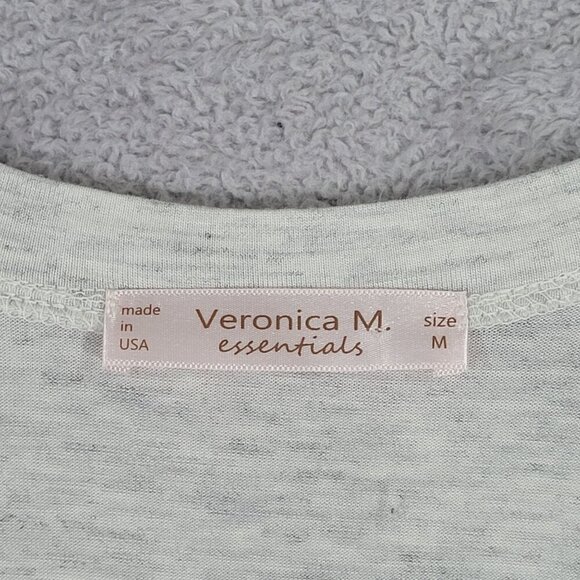 made
in
USA
Veronica M.
essentials
size
M